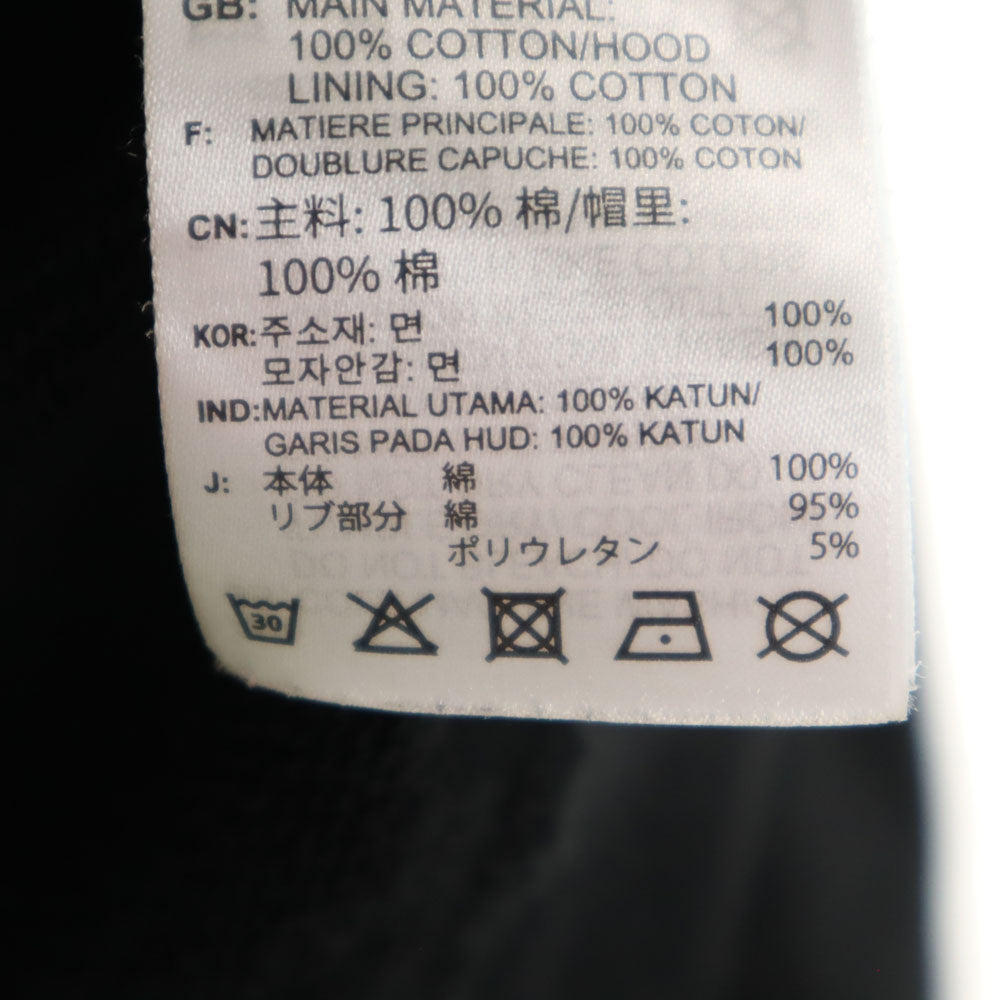 GB: MAIN MATERIAL:
100% COTTON/HOOD
LINING: 100% COTTON
F: MATIERE PRINCIPALE: 100% COTON/
DOUBLURE CAPUCHE: 100% COTON
CN: 主料: 100% 棉/帽里:
100% 棉
KOR: 주소재: 면 100%
모자안감: 면 100%
IND: MATERIAL UTAMA: 100% KATUN/
GARIS PADA HUD: 100% KATUN
J: 本体 綿 100%
リブ部分 綿 95%
ポリウレタン 5%
30